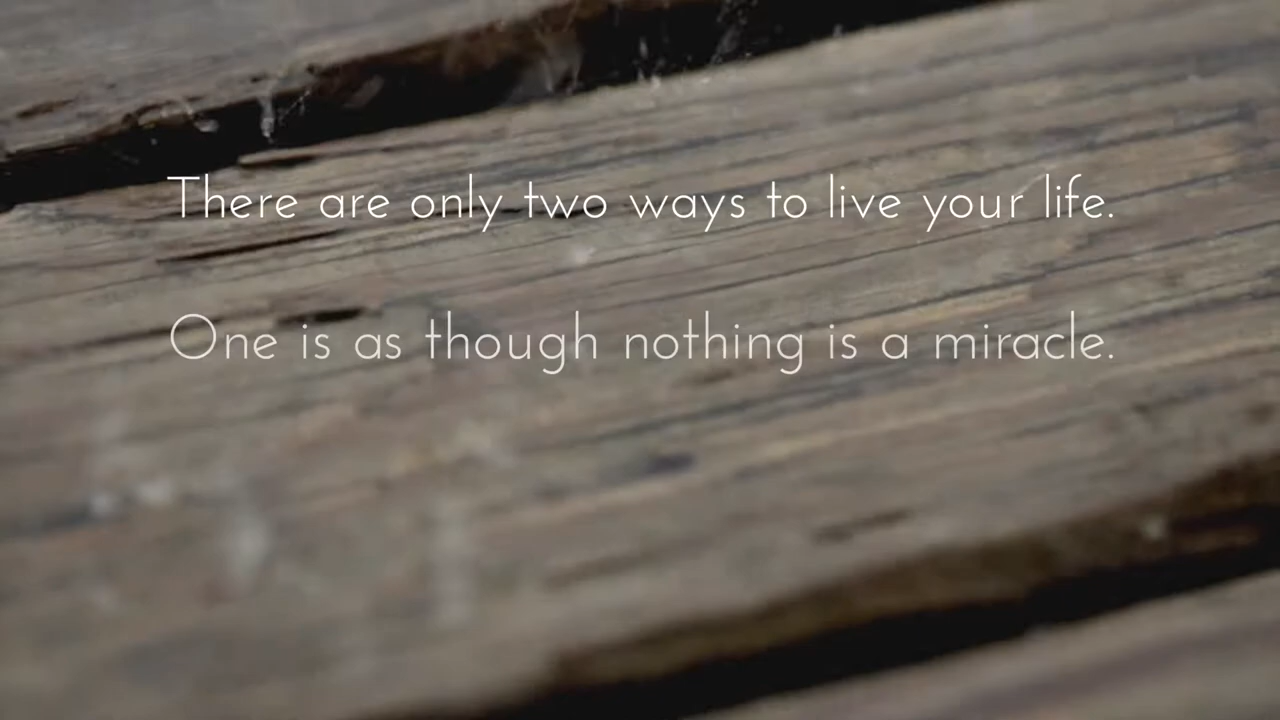 There are only two ways to live your life.
One is as though nothing is a miracle.